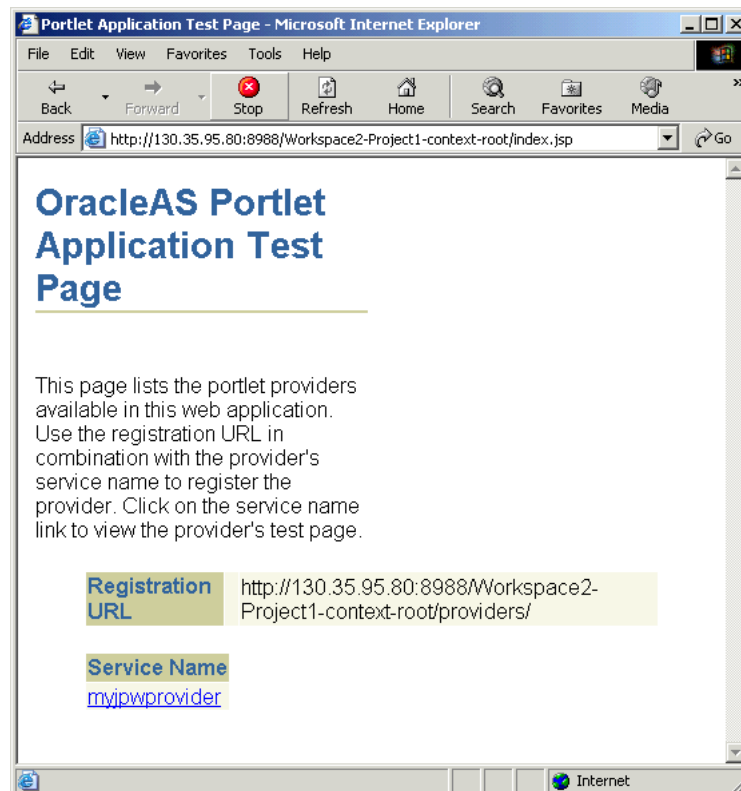 Portlet Application Test Page - Microsoft Internet Explorer
File Edit View Favorites Tools Help
Back Forward Stop Refresh Home Search Favorites Media »
Address http://130.35.95.80:8988/Workspace2-Project1-context-root/index.jsp Go
OracleAS Portlet
Application Test
Page
This page lists the portlet providers
available in this web application.
Use the registration URL in
combination with the provider's
service name to register the
provider. Click on the service name
link to view the provider's test page.
Registration
URL
http://130.35.95.80:8988/Workspace2-
Project1-context-root/providers/
Service Name
myjpwprovider
Internet